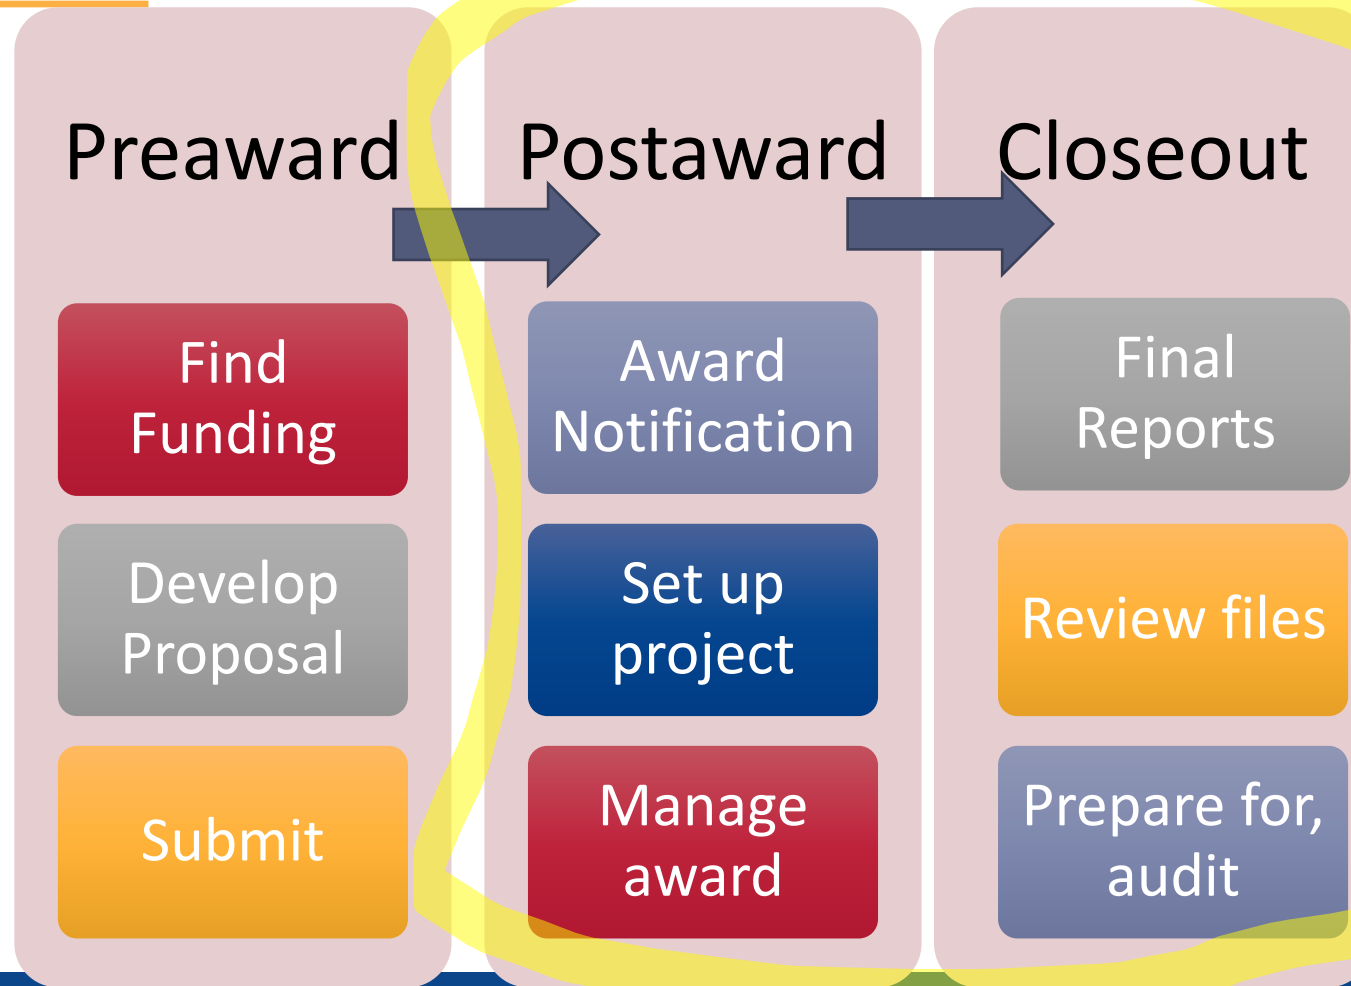 Preaward
Find
Funding
Develop
Proposal
Submit
Postaward
Award
Notification
Set up
project
Manage
award
Closeout
Final
Reports
Review files
Prepare for,
audit